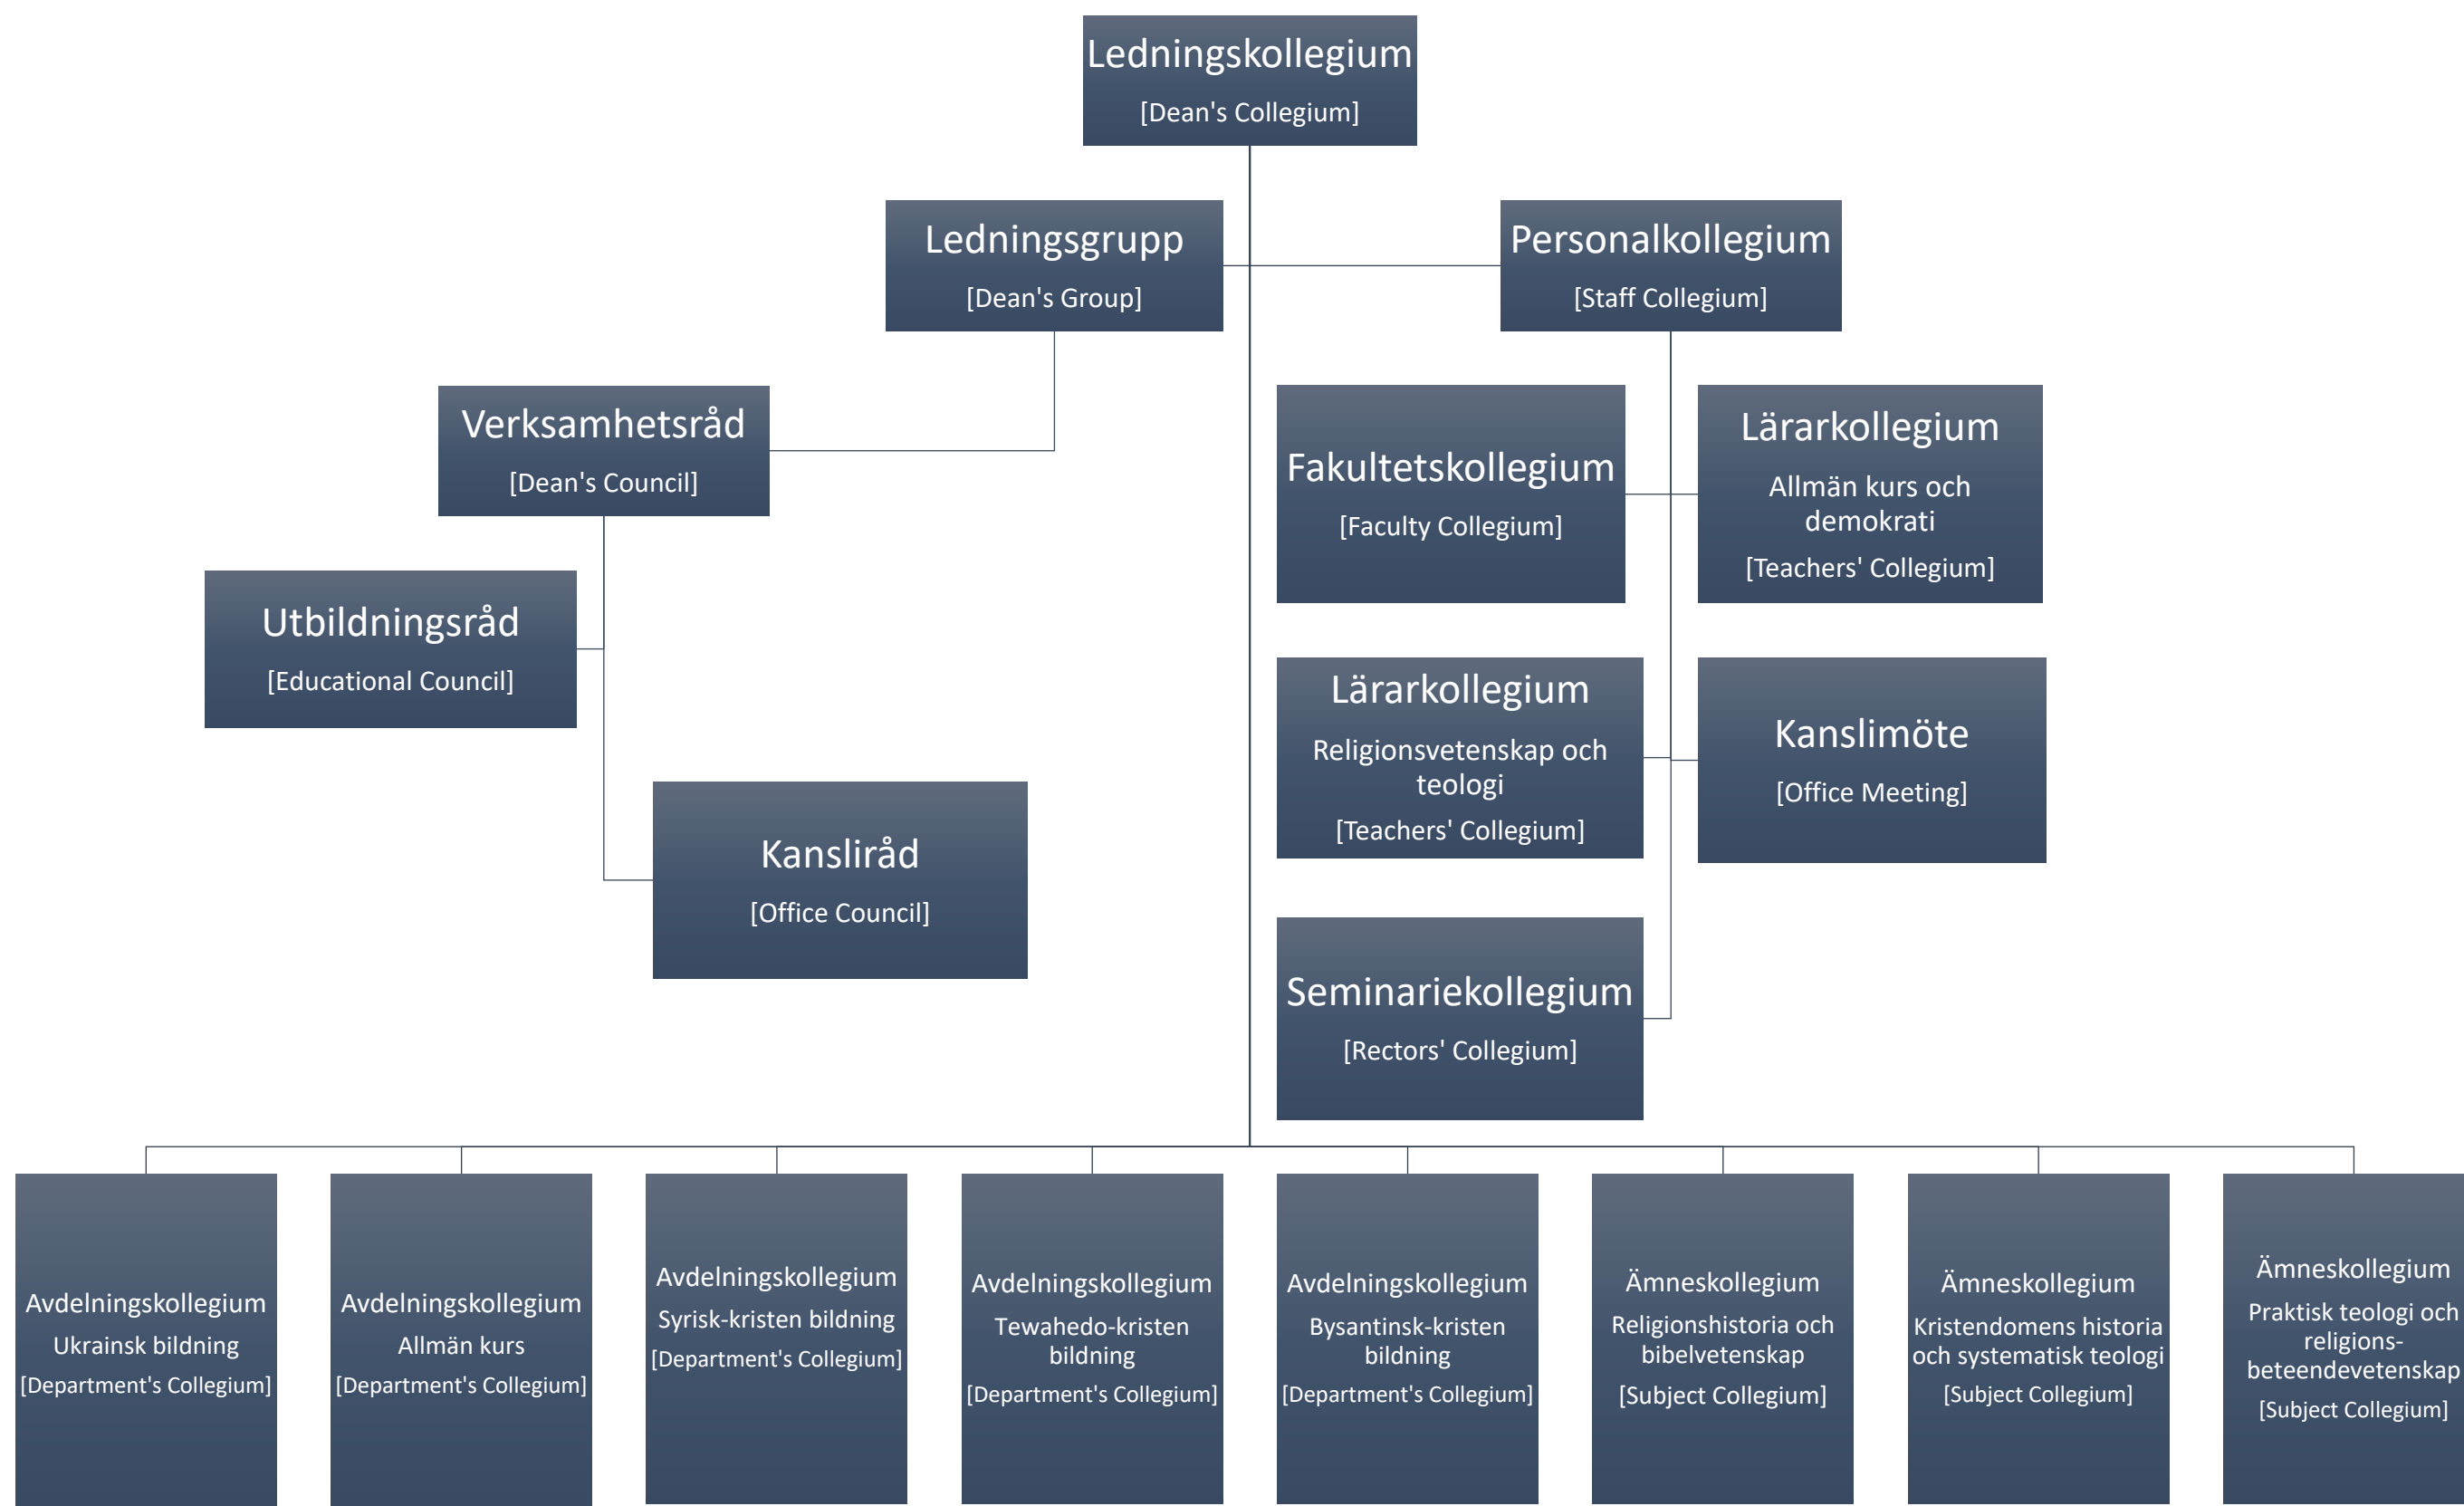 Ledningskollegium
[Dean's Collegium]
Ledningsgrupp
[Dean's Group]
Personalkollegium
[Staff Collegium]
Verksamhetsråd
[Dean's Council]
Fakultetskollegium
[Faculty Collegium]
Lärarkollegium
Allmän kurs och
demokrati
[Teachers' Collegium]
Utbildningsråd
[Educational Council]
Lärarkollegium
Religionsvetenskap och
teologi
[Teachers' Collegium]
Kanslimöte
[Office Meeting]
Kansliråd
[Office Council]
Seminariekollegium
[Rectors' Collegium]
Avdelningskollegium
Ukrainsk bildning
[Department's Collegium]
Avdelningskollegium
Allmän kurs
[Department's Collegium]
Avdelningskollegium
Syrisk-kristen bildning
[Department's Collegium]
Avdelningskollegium
Tewahedo-kristen
bildning
[Department's Collegium]
Avdelningskollegium
Bysantinsk-kristen
bildning
[Department's Collegium]
Ämneskollegium
Religionshistoria och
bibelvetenskap
[Subject Collegium]
Ämneskollegium
Kristendomens historia
och systematisk teologi
[Subject Collegium]
Ämneskollegium
Praktisk teologi och
religions-
beteendevetenskap
[Subject Collegium]